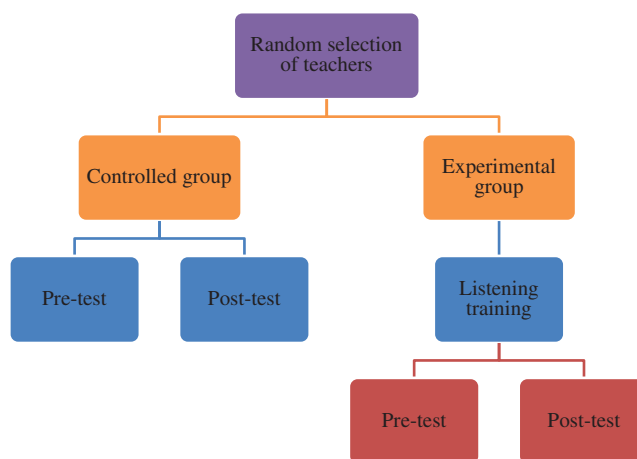 Random selection
of teachers
Controlled group
Experimental
group
Pre-test
Post-test
Listening
training
Pre-test
Post-test